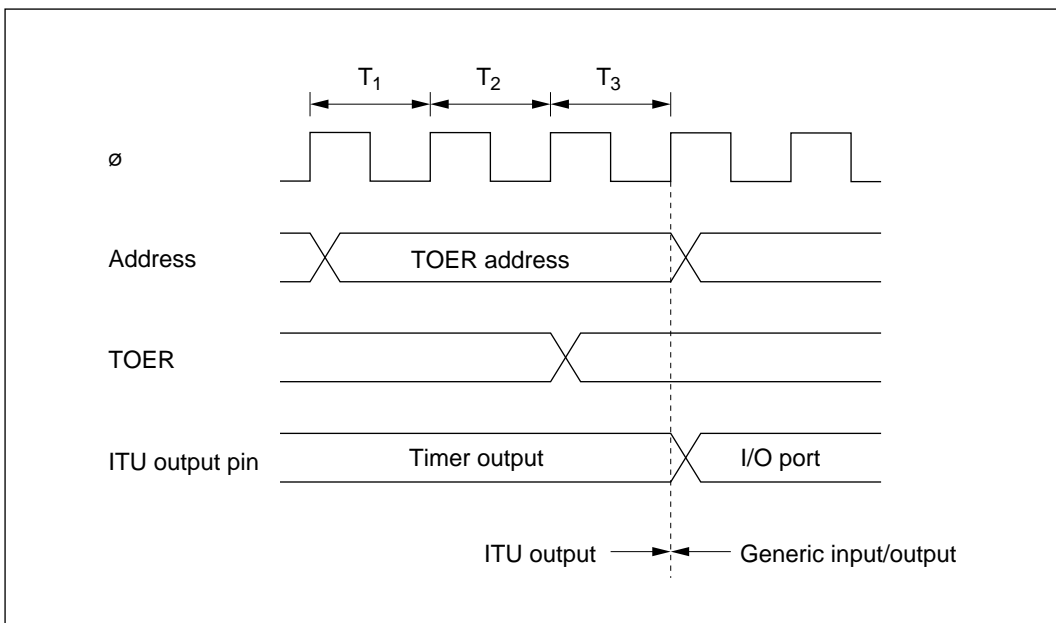 T1 T2 T3
ø
Address TOER address
TOER
ITU output pin Timer output I/O port
ITU output Generic input/output